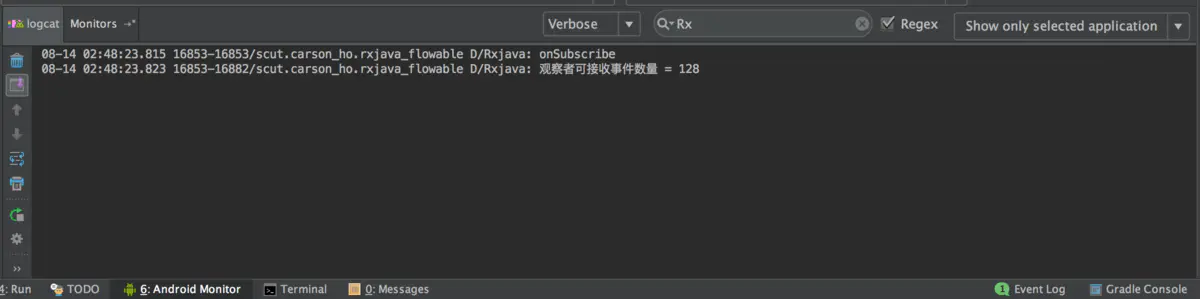 logcat Monitors Verbose Rx Regex Show only selected application
08-14 02:48:23.815 16853-16853/scut.carson_ho.rxjava_flowable D/Rxjava: onSubscribe
08-14 02:48:23.823 16853-16882/scut.carson_ho.rxjava_flowable D/Rxjava: 观察者可接收事件数量 = 128
4: Run TODO 6: Android Monitor Terminal 0: Messages 1 Event Log Gradle Console